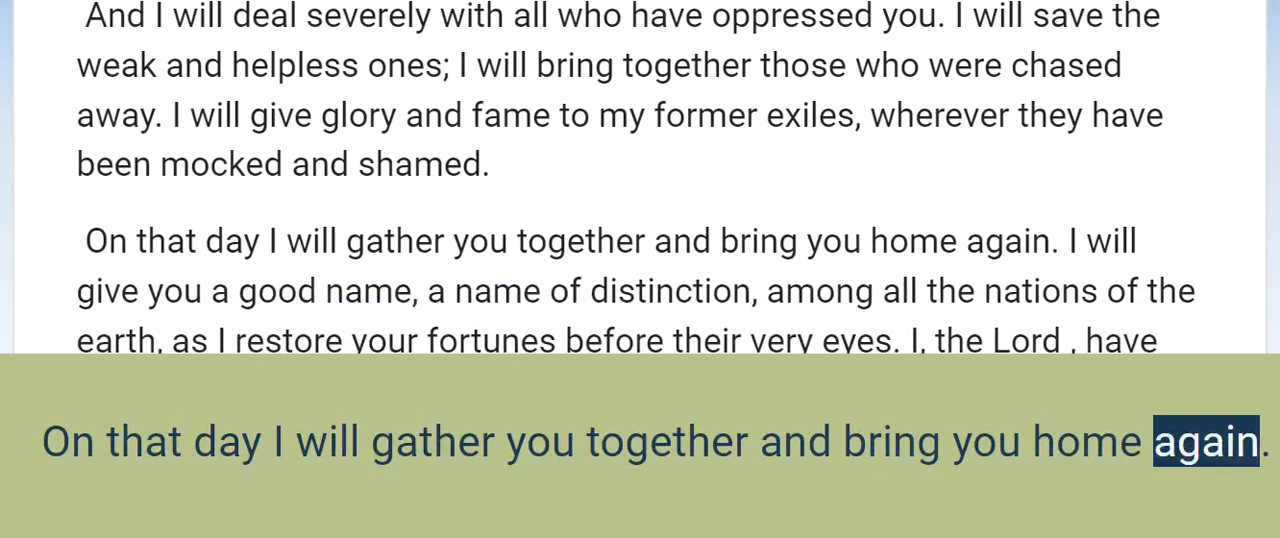 And I will deal severely with all who have oppressed you. I will save the
weak and helpless ones; I will bring together those who were chased
away. I will give glory and fame to my former exiles, wherever they have
been mocked and shamed.
On that day I will gather you together and bring you home again. I will
give you a good name, a name of distinction, among all the nations of the
earth, as I restore your fortunes before their very eyes. I, the Lord , have
On that day I will gather you together and bring you home again.